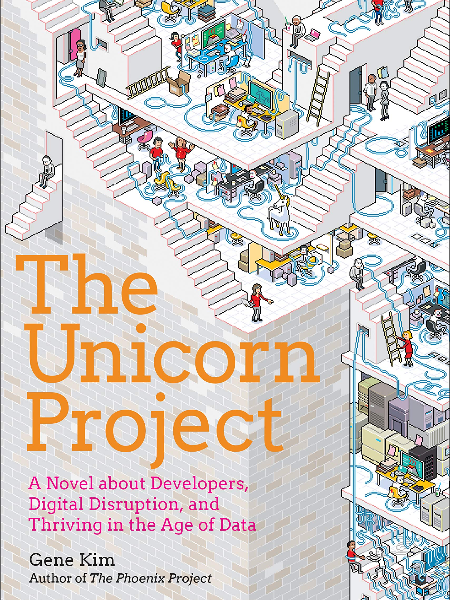 The
Unicorn
Project
A Novel about Developers,
Digital Disruption, and
Thriving in the Age of Data
Gene Kim
Author of The Phoenix Project